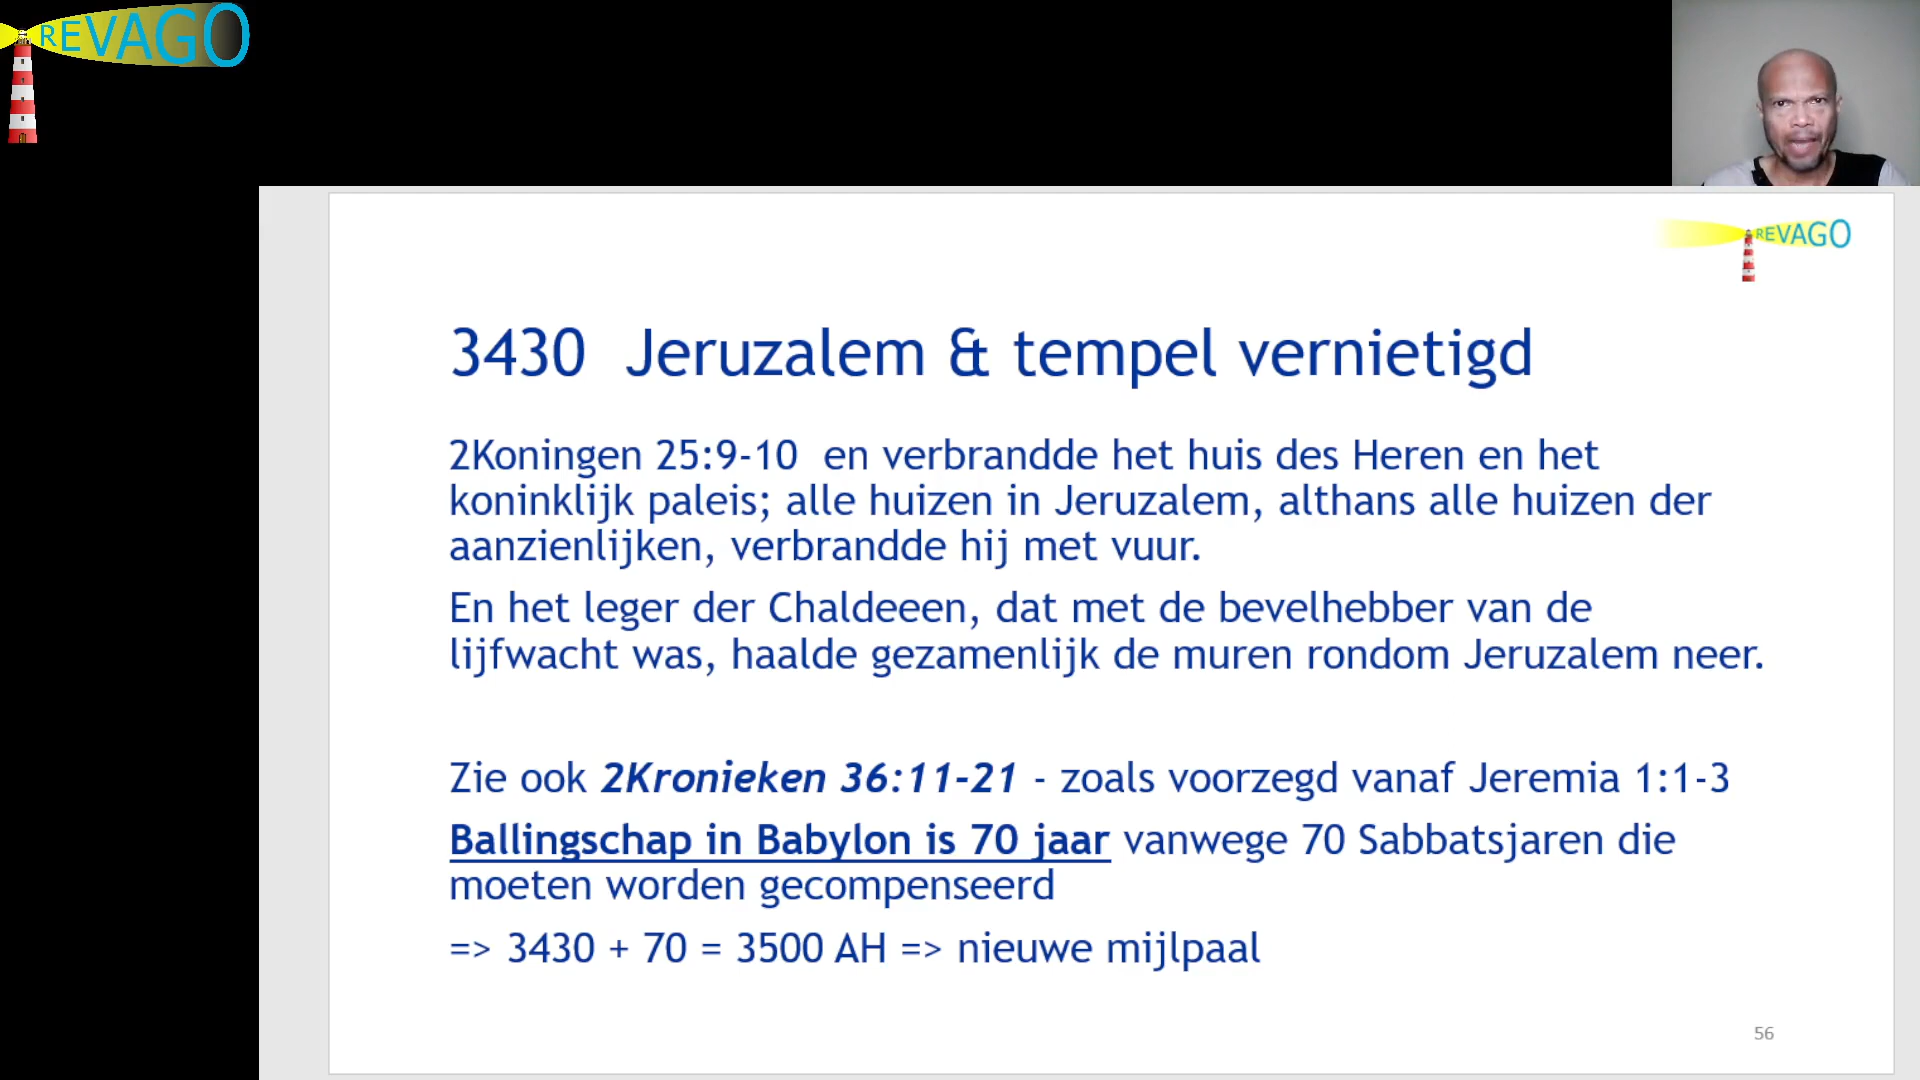 REVAGO
REVAGO
3430 Jeruzalem & tempel vernietigd
2Koningen 25:9-10 en verbrandde het huis des Heren en het
koninklijk paleis; alle huizen in Jeruzalem, althans alle huizen der
aanzienlijken, verbrandde hij met vuur.
En het leger der Chaldeeen, dat met de bevelhebber van de
lijfwacht was, haalde gezamenlijk de muren rondom Jeruzalem neer.
Zie ook 2Kronieken 36:11-21 - zoals voorzegd vanaf Jeremia 1:1-3
Ballingschap in Babylon is 70 jaar vanwege 70 Sabbatsjaren die
moeten worden gecompenseerd
=> 3430 + 70 = 3500 AH => nieuwe mijlpaal
56